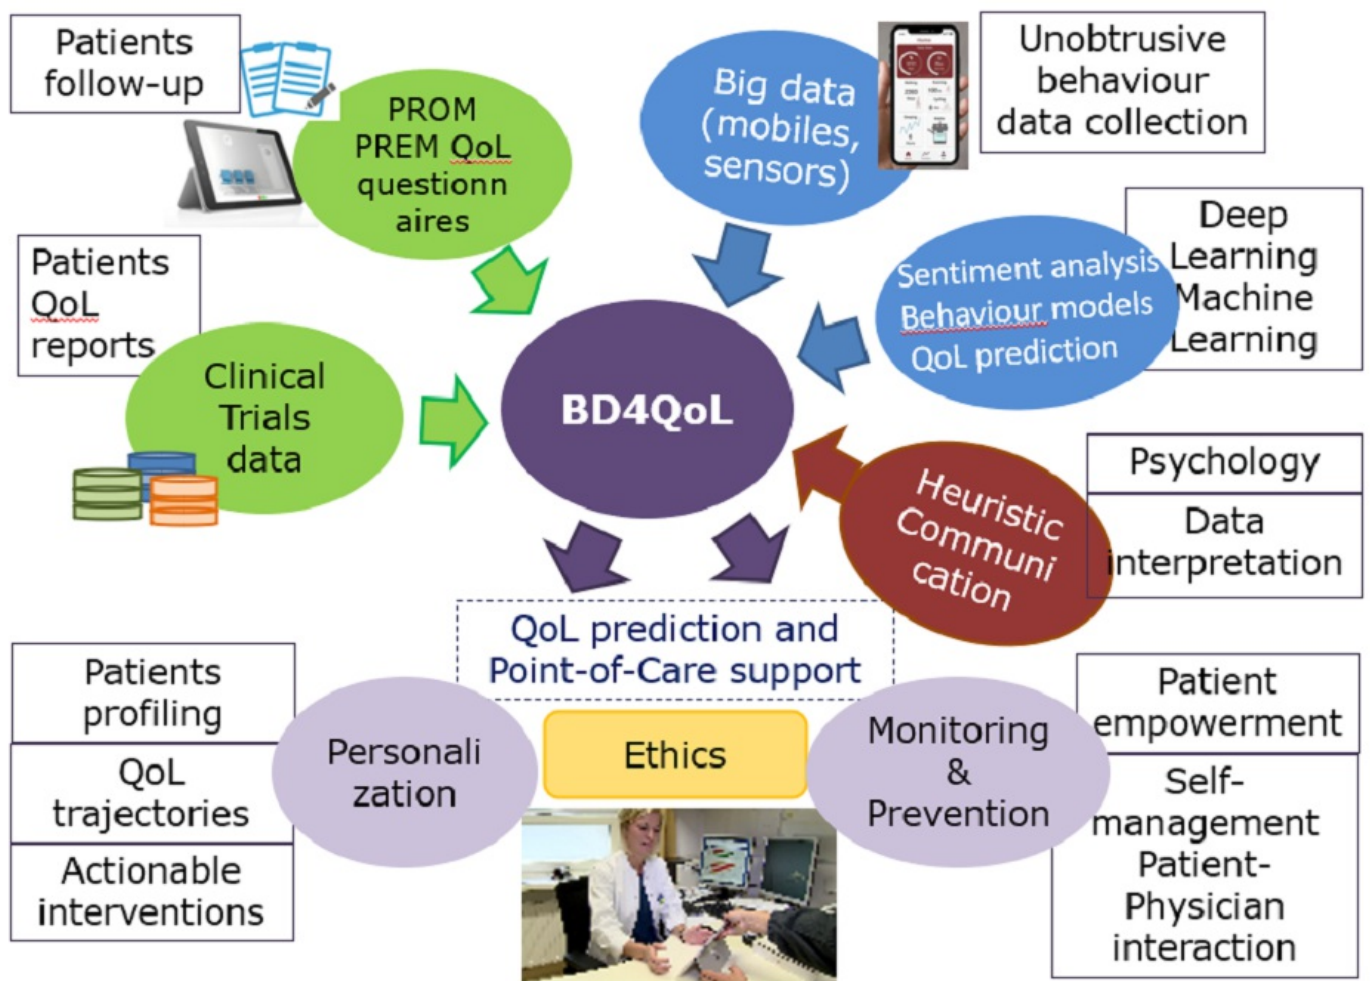 Patients
follow-up
PROM
PREM QoL
questionn
aires
Big data
(mobiles,
sensors)
Unobtrusive
behaviour
data collection
Patients
QoL
reports
Clinical
Trials
data
BD4QoL
Sentiment analysis
Behaviour models
QoL prediction
Deep
Learning
Machine
Learning
Heuristic
Communi
cation
Psychology
Data
interpretation
QoL prediction and
Point-of-Care support
Patients
profiling
QoL
trajectories
Actionable
interventions
Personali
zation
Ethics
Monitoring
&
Prevention
Patient
empowerment
Self-
management
Patient-
Physician
interaction